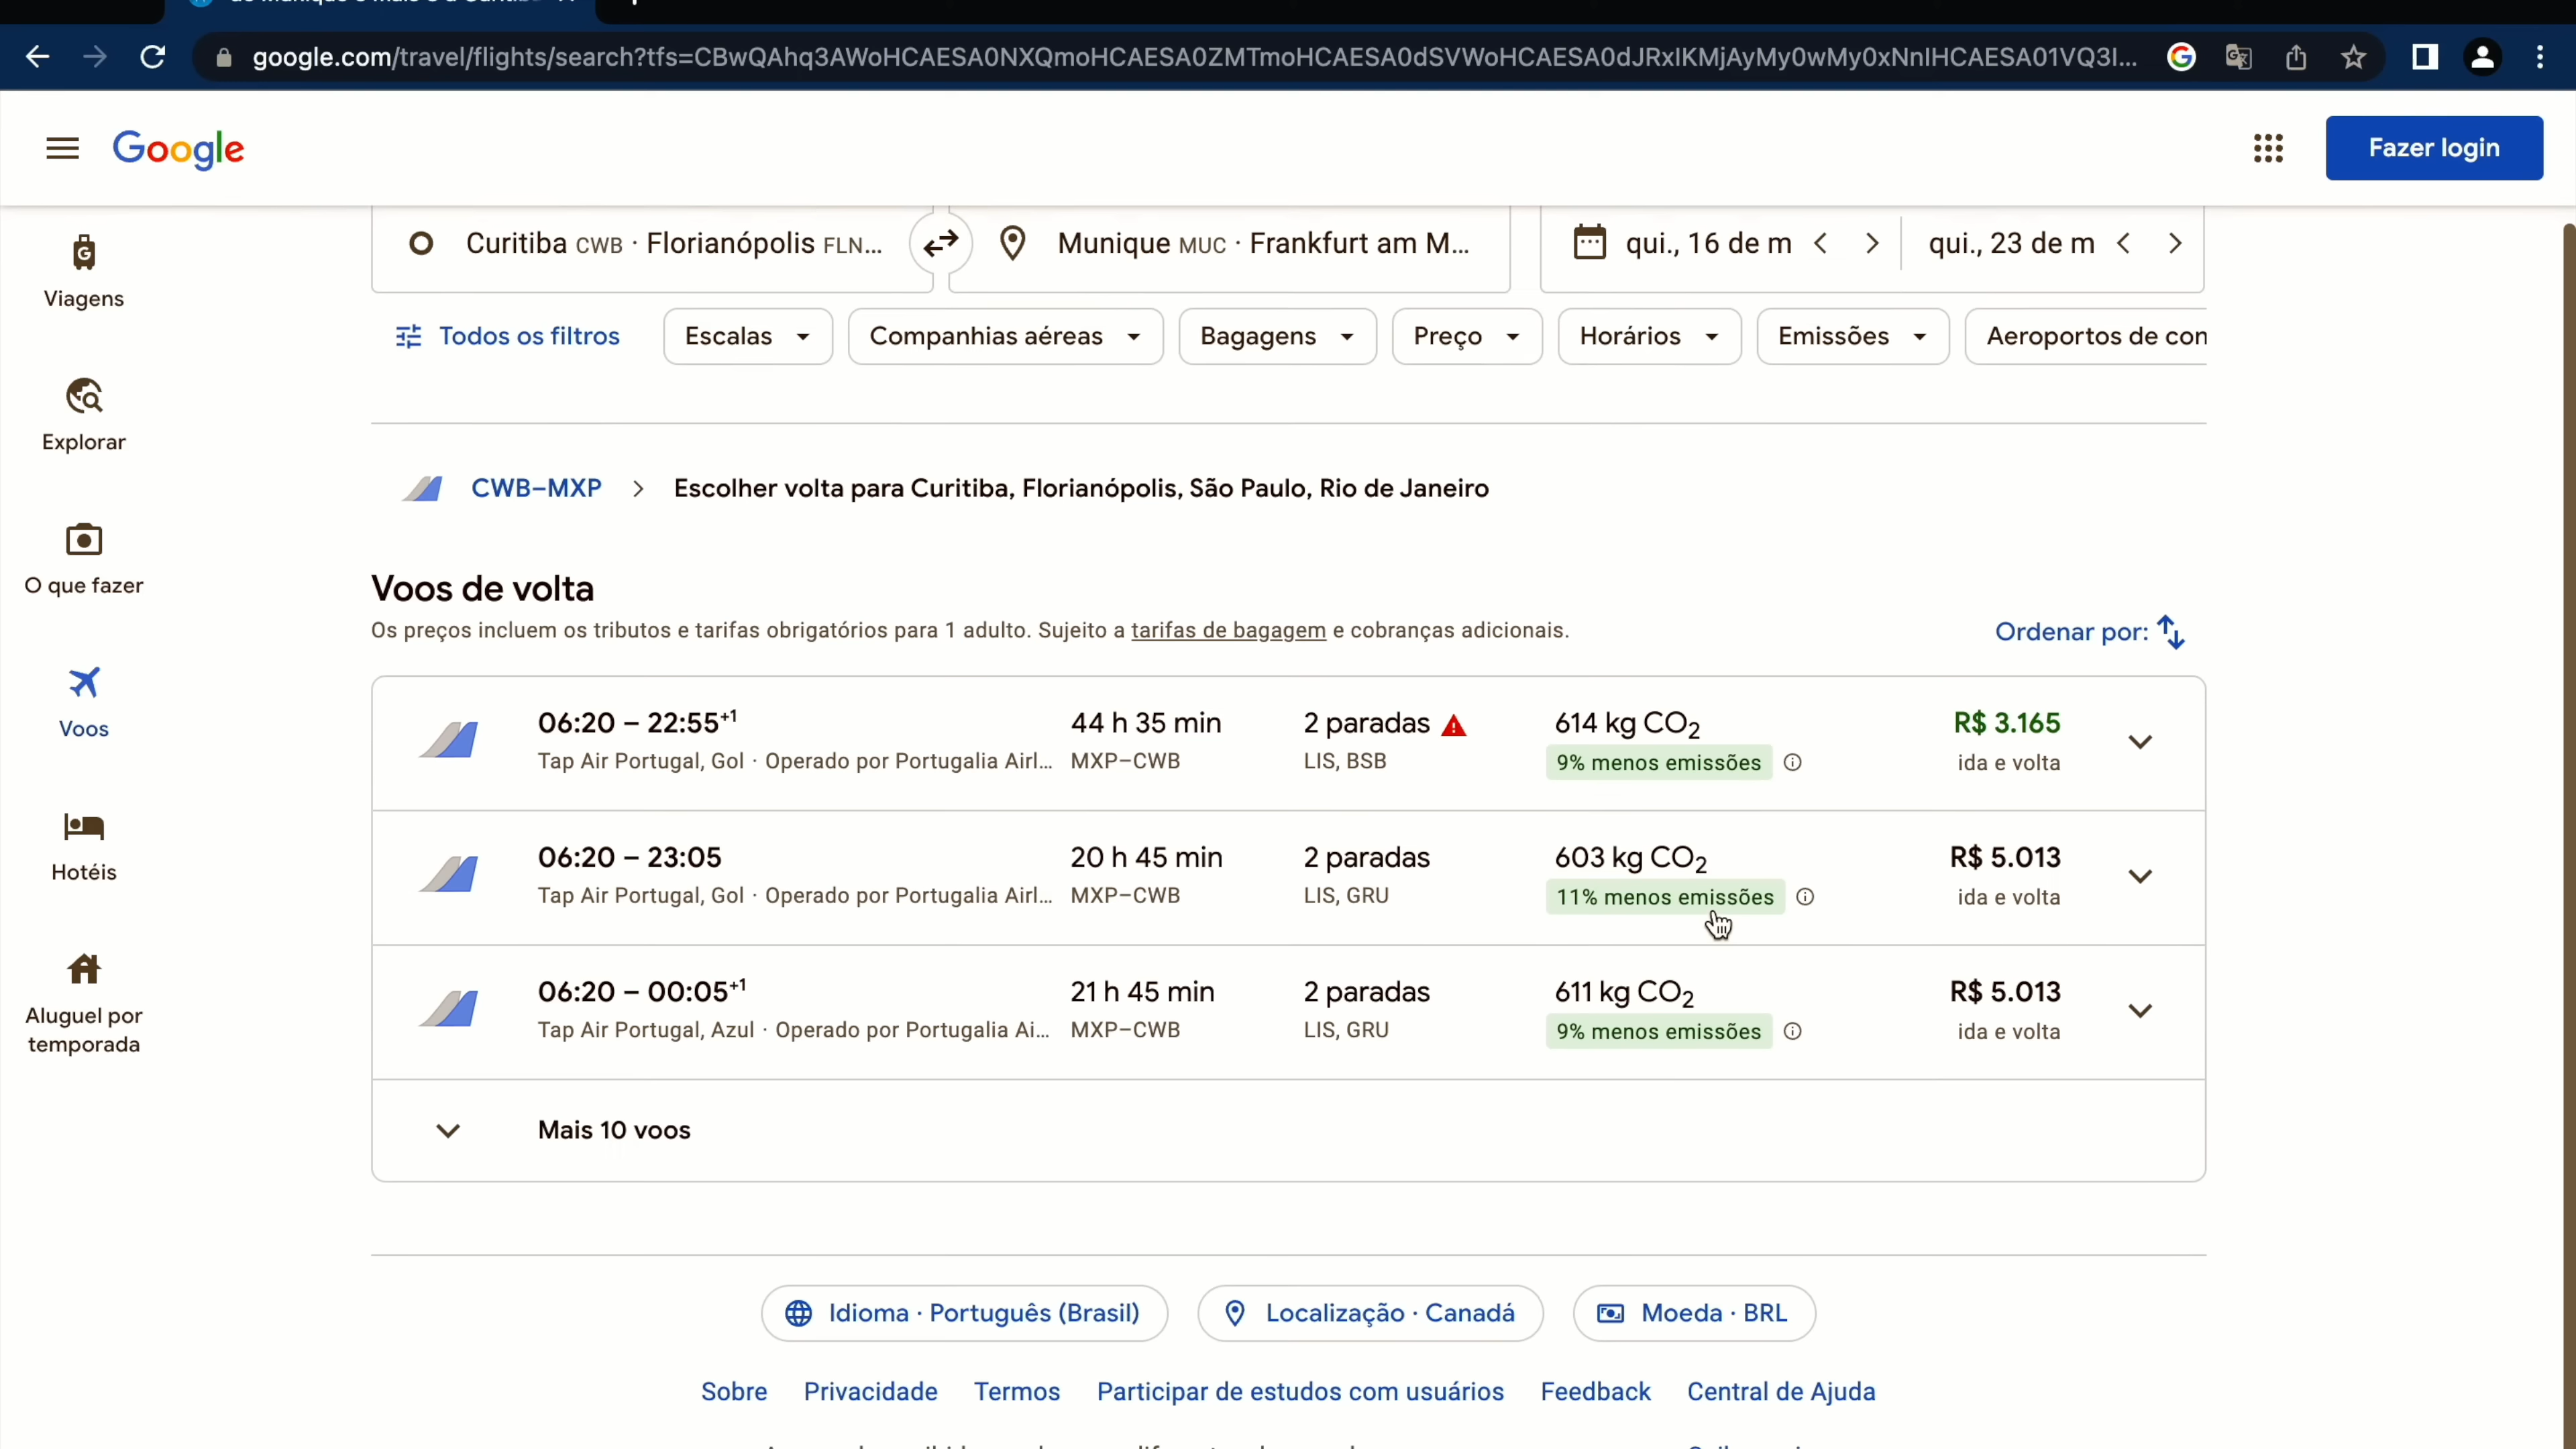 google.com/travel/flights/search?tfs=CBwQAhq3AWoHCAESA0NXQmoHCAESA0ZMTmoHCAESA0dSVWoHCAESA0dJRxIKMjAyMy0wMy0xNnIHCAESA01VQ3I...
Google
Fazer login
Viagens
Explorar
O que fazer
Voos
Hotéis
Aluguel por
temporada
Curitiba CWB · Florianópolis FLN...
Munique MUC · Frankfurt am M...
qui., 16 de m
qui., 23 de m
Todos os filtros
Escalas
Companhias aéreas
Bagagens
Preço
Horários
Emissões
Aeroportos de con
CWB–MXP
Escolher volta para Curitiba, Florianópolis, São Paulo, Rio de Janeiro
Voos de volta
Os preços incluem os tributos e tarifas obrigatórios para 1 adulto. Sujeito a tarifas de bagagem e cobranças adicionais.
Ordenar por:
06:20 – 22:55+1 44 h 35 min 2 paradas 614 kg CO2 R$ 3.165
Tap Air Portugal, Gol · Operado por Portugalia Airl... MXP–CWB LIS, BSB 9% menos emissões ida e volta
06:20 – 23:05 20 h 45 min 2 paradas 603 kg CO2 R$ 5.013
Tap Air Portugal, Gol · Operado por Portugalia Airl... MXP–CWB LIS, GRU 11% menos emissões ida e volta
06:20 – 00:05+1 21 h 45 min 2 paradas 611 kg CO2 R$ 5.013
Tap Air Portugal, Azul · Operado por Portugalia Ai... MXP–CWB LIS, GRU 9% menos emissões ida e volta
Mais 10 voos
Idioma · Português (Brasil)
Localização · Canadá
Moeda · BRL
Sobre Privacidade Termos Participar de estudos com usuários Feedback Central de Ajuda